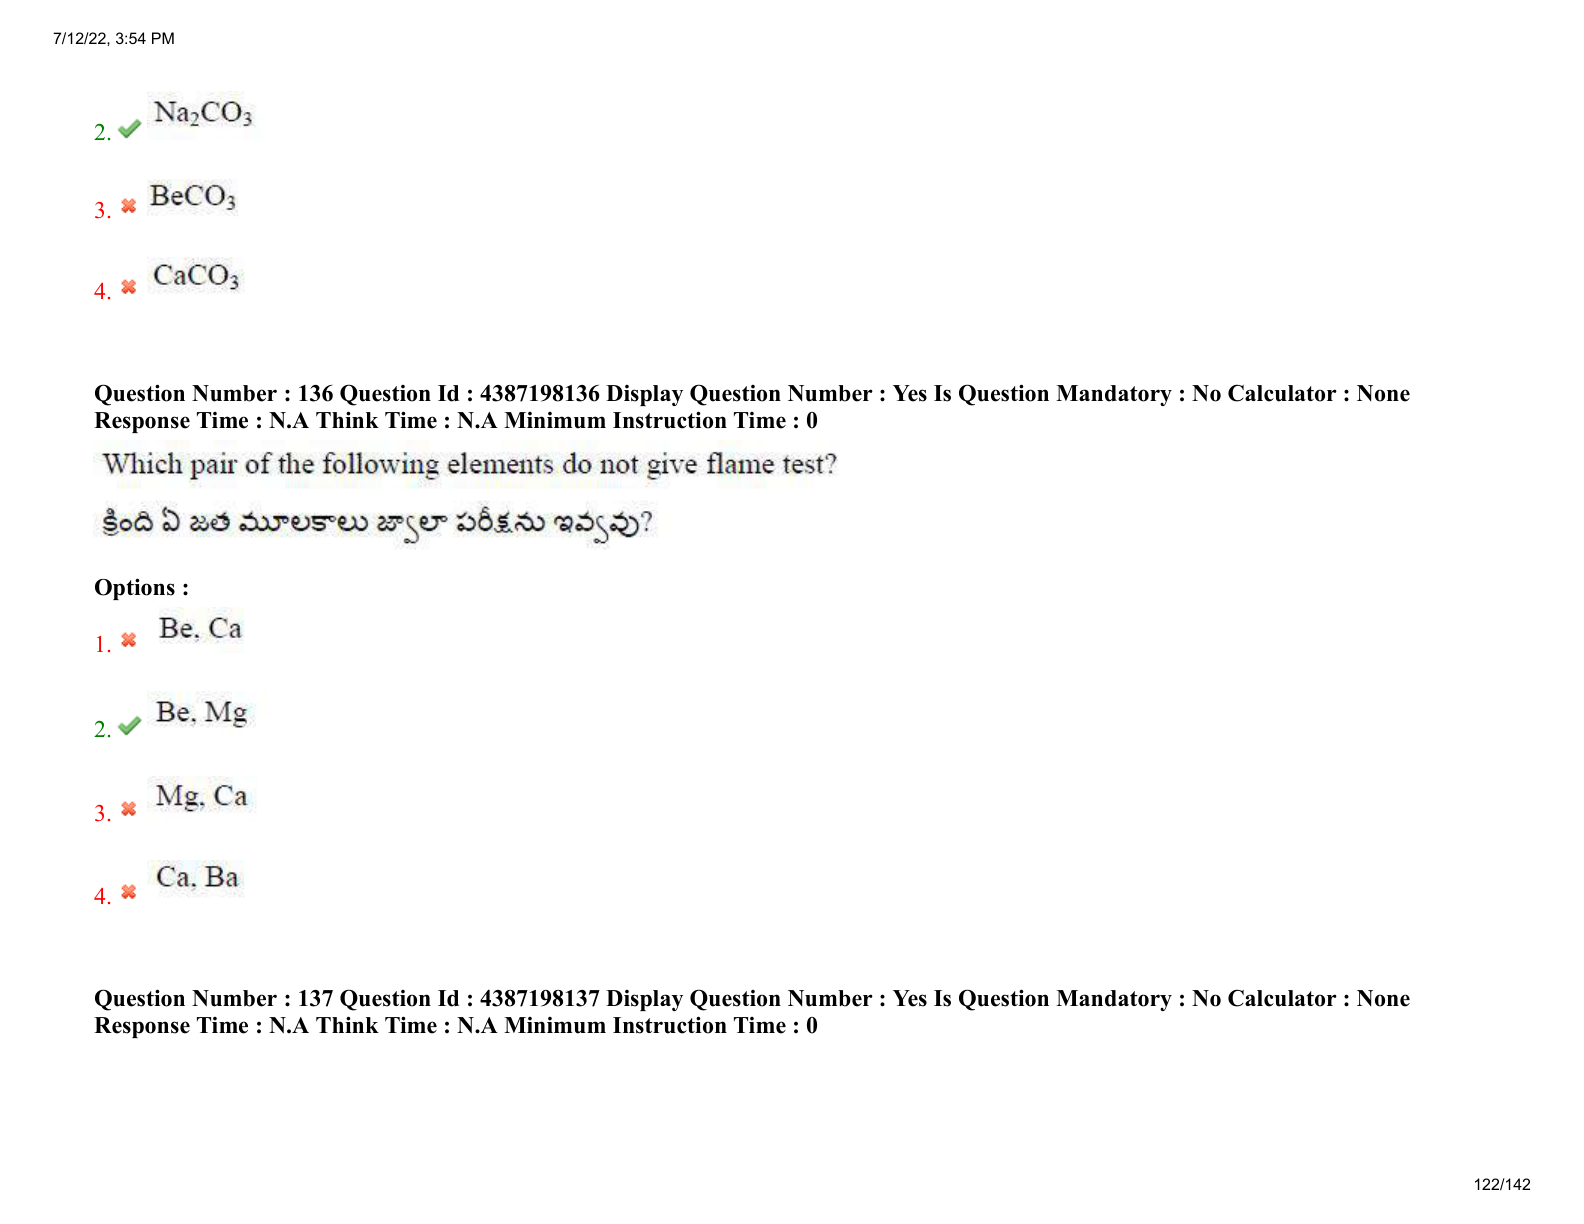 7/12/22, 3:54 PM
2. Na₂CO₃
3. BeCO₃
4. CaCO₃
Question Number : 136 Question Id : 4387198136 Display Question Number : Yes Is Question Mandatory : No Calculator : None
Response Time : N.A Think Time : N.A Minimum Instruction Time : 0
Which pair of the following elements do not give flame test?
క్రింది ఏ జత మూలకాలు జ్వాలా పరీక్షను ఇవ్వవు?
Options :
1. Be, Ca
2. Be, Mg
3. Mg, Ca
4. Ca, Ba
Question Number : 137 Question Id : 4387198137 Display Question Number : Yes Is Question Mandatory : No Calculator : None
Response Time : N.A Think Time : N.A Minimum Instruction Time : 0
122/142